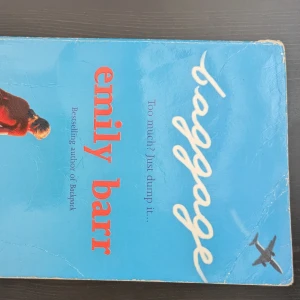 baggage
Too much? Just dump it...
emily barr
Bestselling author of Backpack